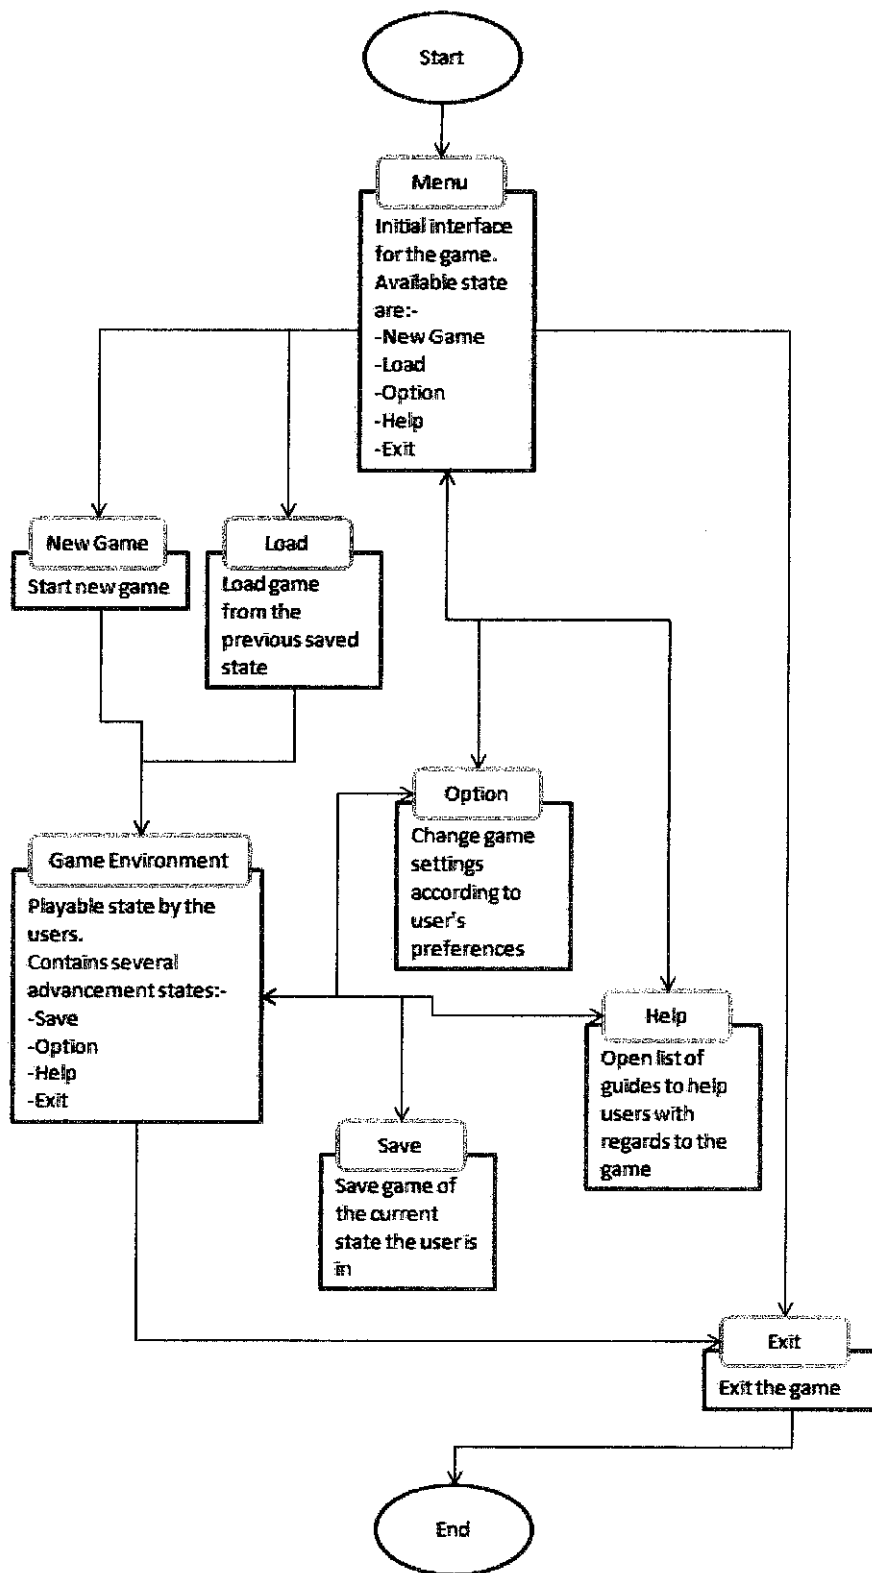 Start
Menu
Initial interface
for the game.
Available state
are:-
-New Game
-Load
-Option
-Help
-Exit
New Game
Start new game
Load
Load game
from the
previous saved
state
Option
Change game
settings
according to
user's
preferences
Game Environment
Playable state by the
users.
Contains several
advancement states:-
-Save
-Option
-Help
-Exit
Help
Open list of
guides to help
users with
regards to the
game
Save
Save game of
the current
state the user is
in
Exit
Exit the game
End